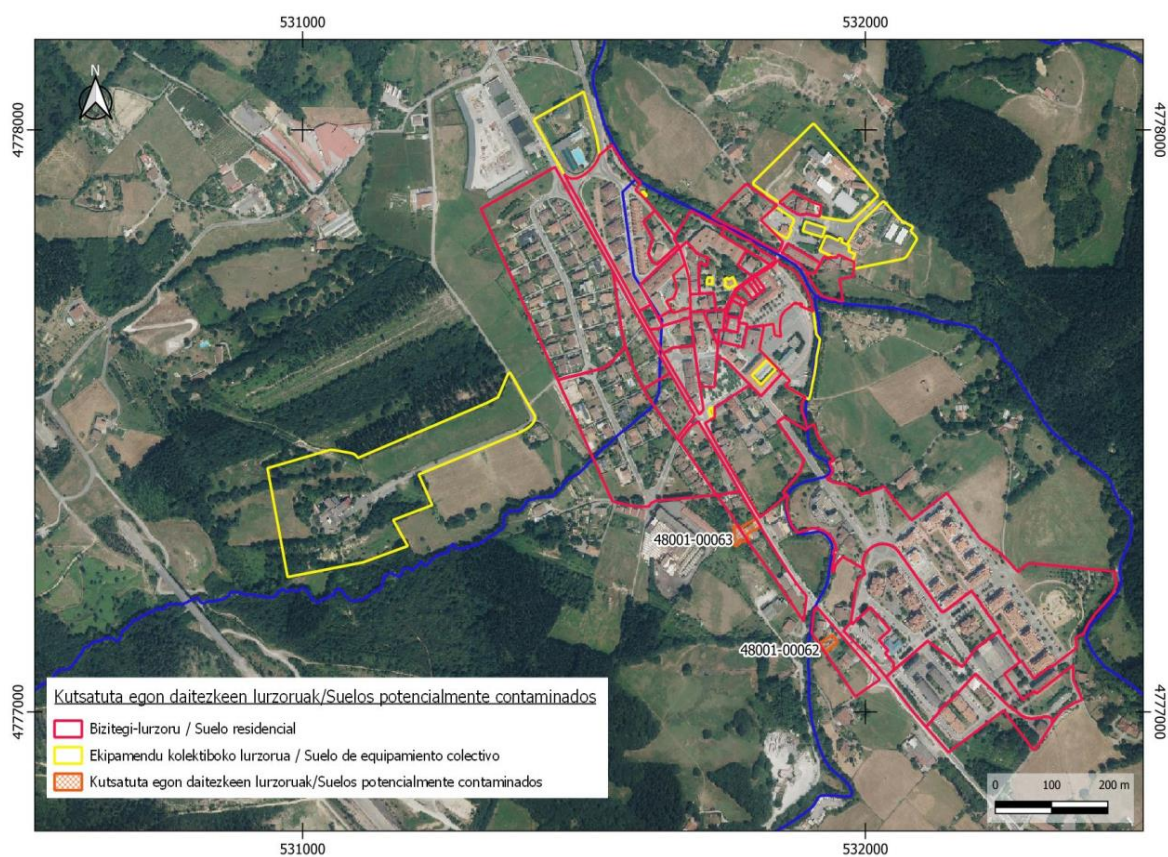 531000
532000
N
4778000
4778000
48001-00063
48001-00062
4777000
4777000
Kutsatuta egon daitezkeen lurzoruak/Suelos potencialmente contaminados
Bizitegi-lurzoru / Suelo residencial
Ekipamendu kolektiboko lurzorua / Suelo de equipamiento colectivo
Kutsatuta egon daitezkeen lurzoruak/Suelos potencialmente contaminados
0 100 200 m
531000
532000